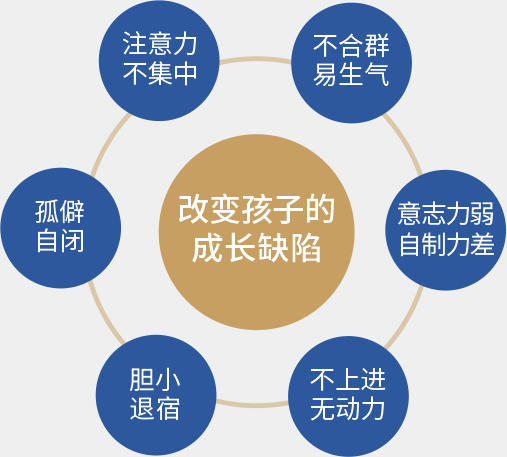 注意力
不集中
不合群
易生气
孤僻
自闭
改变孩子的
成长缺陷
意志力弱
自制力差
胆小
退宿
不上进
无动力